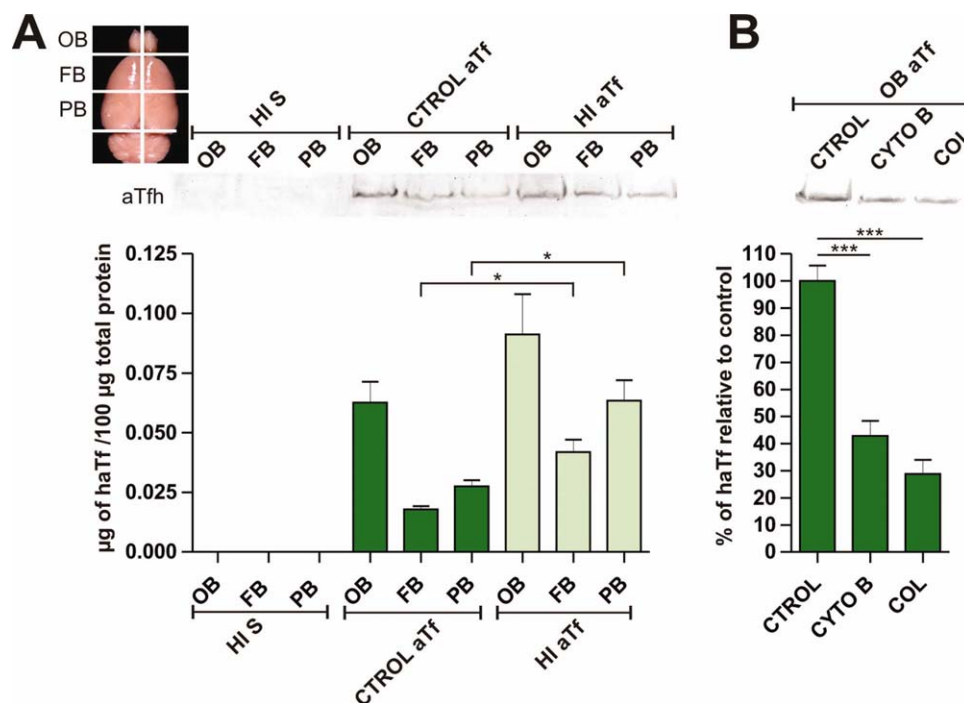 A
OB
FB
PB
HI S
CTROL aTf
HI aTf
OB FB PB OB FB PB OB FB PB
aTfh
µg of haTf /100 µg total protein
0.125
0.100
0.075
0.050
0.025
0.000
* *
OB FB PB OB FB PB OB FB PB
HI S
CTROL aTf
HI aTf
B
OB aTf
CTROL CYTO B COL
% of haTf relative to control
110
100
90
80
70
60
50
40
30
20
10
0
***
***
CTROL CYTO B COL